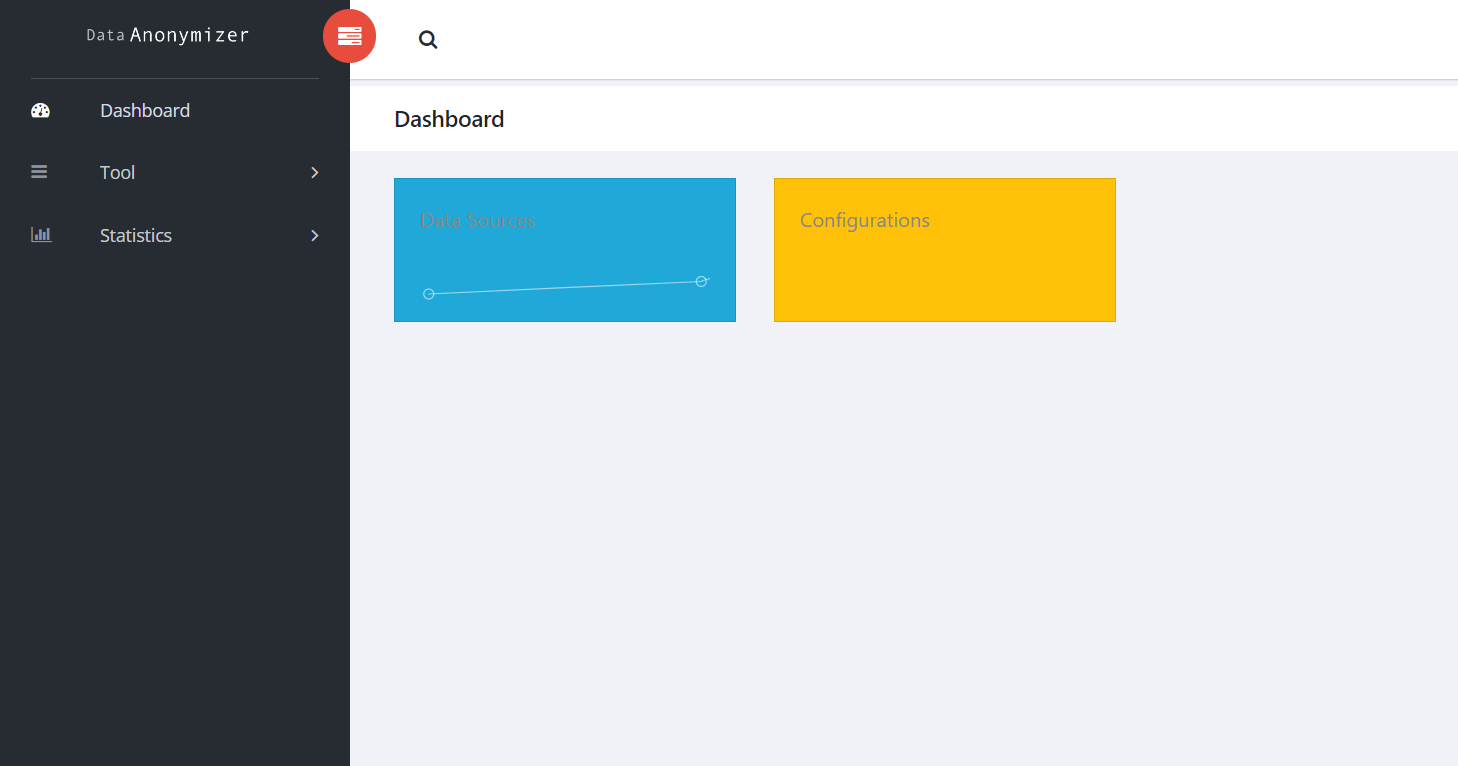 Data Anonymizer
Dashboard
Tool
Statistics
Dashboard
Data Sources
Configurations